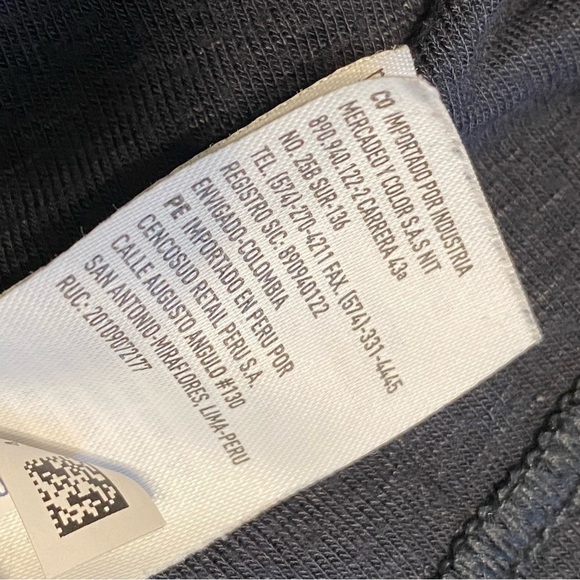 CO IMPORTADO POR INDUSTRIA
MERCADEO Y COLOR S.A.S NIT
890.940.122-2 CARRERA 43a
NO. 25B SUR-136
TEL. (574)-270-4211 FAX. (574)-331-4445
ENVIGADO-COLOMBIA
REGISTRO SIC: 890940122
PE IMPORTADO EN PERU POR
CENCOSUD RETAIL PERU S.A.
CALLE AUGUSTO ANGULO #130
SAN ANTONIO-MIRAFLORES, LIMA-PERU
RUC: 20109072177